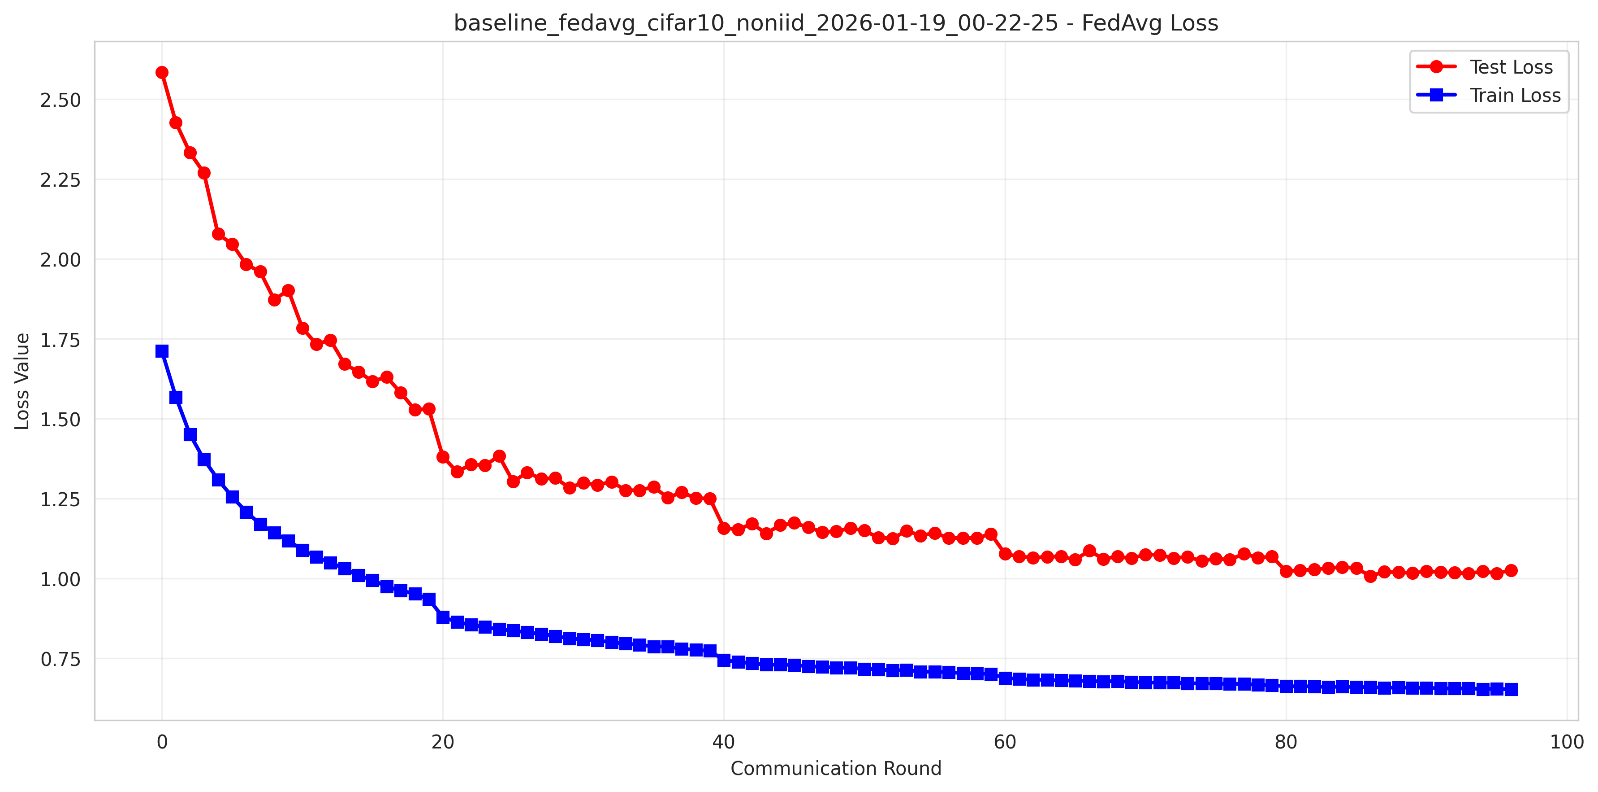 baseline_fedavg_cifar10_noniid_2026-01-19_00-22-25 - FedAvg Loss
Test Loss
Train Loss
Loss Value
2.50
2.25
2.00
1.75
1.50
1.25
1.00
0.75
0 20 40 60 80 100
Communication Round